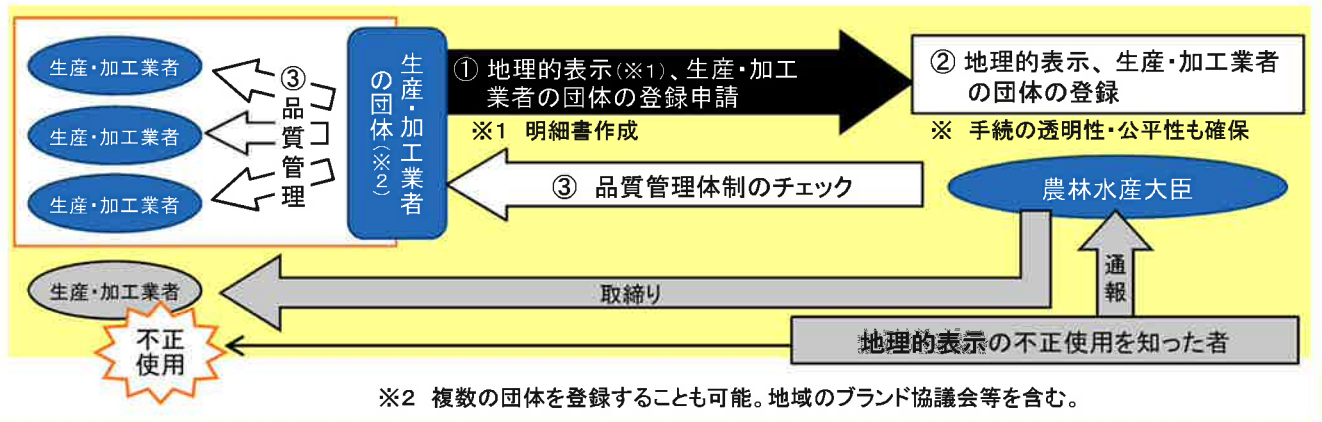 生産・加工業者
生産・加工業者
生産・加工業者
③品質管理
生産・加工業者
の団体(※2)
① 地理的表示(※1)、生産・加工
業者の団体の登録申請
※1 明細書作成
② 地理的表示、生産・加工業者
の団体の登録
※ 手続の透明性・公平性も確保
③ 品質管理体制のチェック
農林水産大臣
通報
取締り
生産・加工業者
不正
使用
地理的表示の不正使用を知った者
※2 複数の団体を登録することも可能。地域のブランド協議会等を含む。